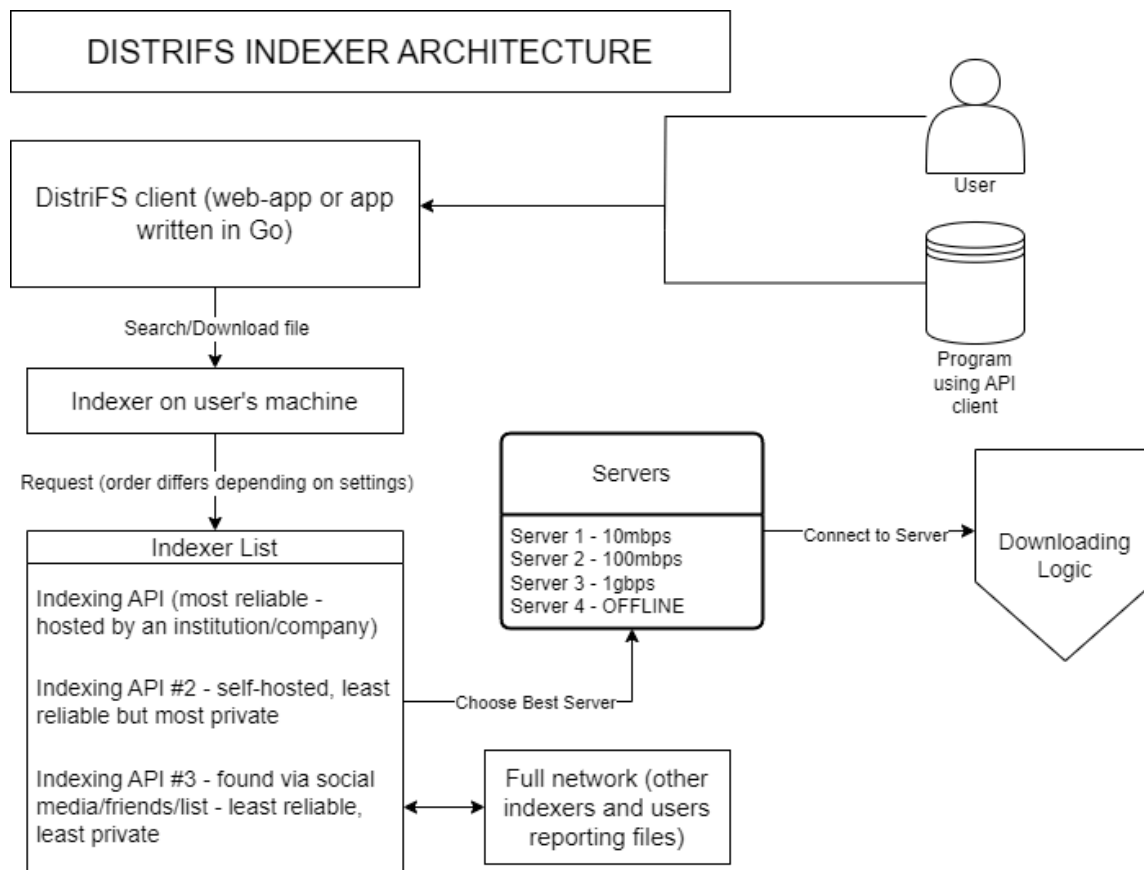 DISTRIFS INDEXER ARCHITECTURE
DistriFS client (web-app or app
written in Go)
User
Program
using API
client
Search/Download file
Indexer on user's machine
Request (order differs depending on settings)
Indexer List
Indexing API (most reliable -
hosted by an institution/company)
Indexing API #2 - self-hosted, least
reliable but most private
Indexing API #3 - found via social
media/friends/list - least reliable,
least private
Choose Best Server
Servers
Server 1 - 10mbps
Server 2 - 100mbps
Server 3 - 1gbps
Server 4 - OFFLINE
Connect to Server
Downloading
Logic
Full network (other
indexers and users
reporting files)